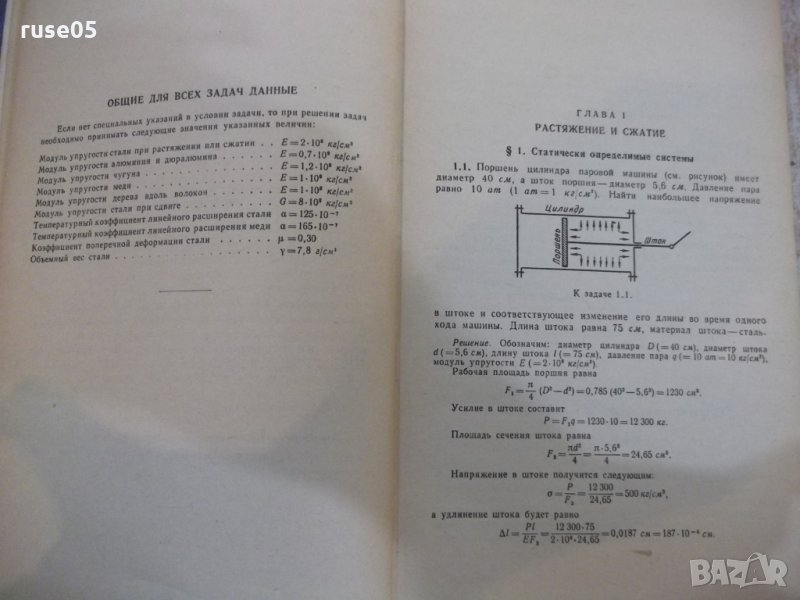 ruse05
ОБЩИЕ ДЛЯ ВСЕХ ЗАДАЧ ДАННЫЕ
Если нет специальных указаний в условии задачи, то при решении задач
необходимо принимать следующие значения указанных величин:
Модуль упругости стали при растяжении или сжатии . . E=2·10⁶ кг/см²
Модуль упругости алюминия и дюралюмина . . . . . . E=0,7·10⁶ кг/см²
Модуль упругости чугуна . . . . . . E=1,2·10⁶ кг/см²
Модуль упругости меди . . . . . . E=1·10⁶ кг/см²
Модуль упругости дерева вдоль волокон . . . . E=1·10⁵ кг/см²
Модуль упругости стали при сдвиге . . . . . G=8·10⁵ кг/см²
Температурный коэффициент линейного расширения стали α=125·10⁻⁷
Температурный коэффициент линейного расширения меди α=165·10⁻⁷
Коэффициент поперечной деформации стали . . . . μ=0,30
Объемный вес стали . . . . . . γ=7,8 г/см³
ГЛАВА I
РАСТЯЖЕНИЕ И СЖАТИЕ
§ 1. Статически определимые системы
1.1. Поршень цилиндра паровой машины (см. рисунок) имеет
диаметр 40 см, а шток поршня—диаметр 5,6 см. Давление пара
равно 10 am (1 am=1 кг/см²). Найти наибольшее напряжение
Цилиндр
Поршень
Шток
К задаче 1.1.
в штоке и соответствующее изменение его длины во время одного
хода машины. Длина штока равна 75 см, материал штока—сталь.
Решение. Обозначим: диаметр цилиндра D (=40 см), диаметр штока
d (=5,6 см), длину штока l (=75 см), давление пара q (=10 am=10 кг/см²),
модуль упругости E (=2·10⁶ кг/см²).
Рабочая площадь поршня равна
F₁=π/4 (D²−d²)=0,785 (40²−5,6²)=1230 см².
Усилие в штоке составит
P=F₁q=1230·10=12 300 кг.
Площадь сечения штока равна
F₂=πd²/4=π·5,6²/4=24,65 см².
Напряжение в штоке получится следующим:
σ=P/F₂=12 300/24,65=500 кг/см²,
а удлинение штока будет равно
Δl=Pl/EF₂=12 300·75/2·10⁶·24,65=0,0187 см=187·10⁻⁴ см.
BAZAR